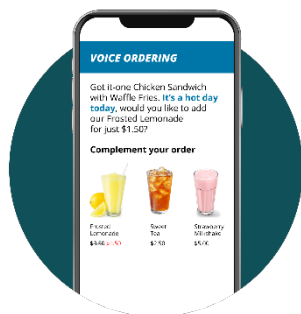 VOICE ORDERING
Got it-one Chicken Sandwich
with Waffle Fries. It's a hot day
today, would you like to add
our Frosted Lemonade
for just $1.50?
Complement your order
Frosted Sweet Strawberry
Lemonade Tea Milkshake
$3.50 $1.50 $2.50 $5.00